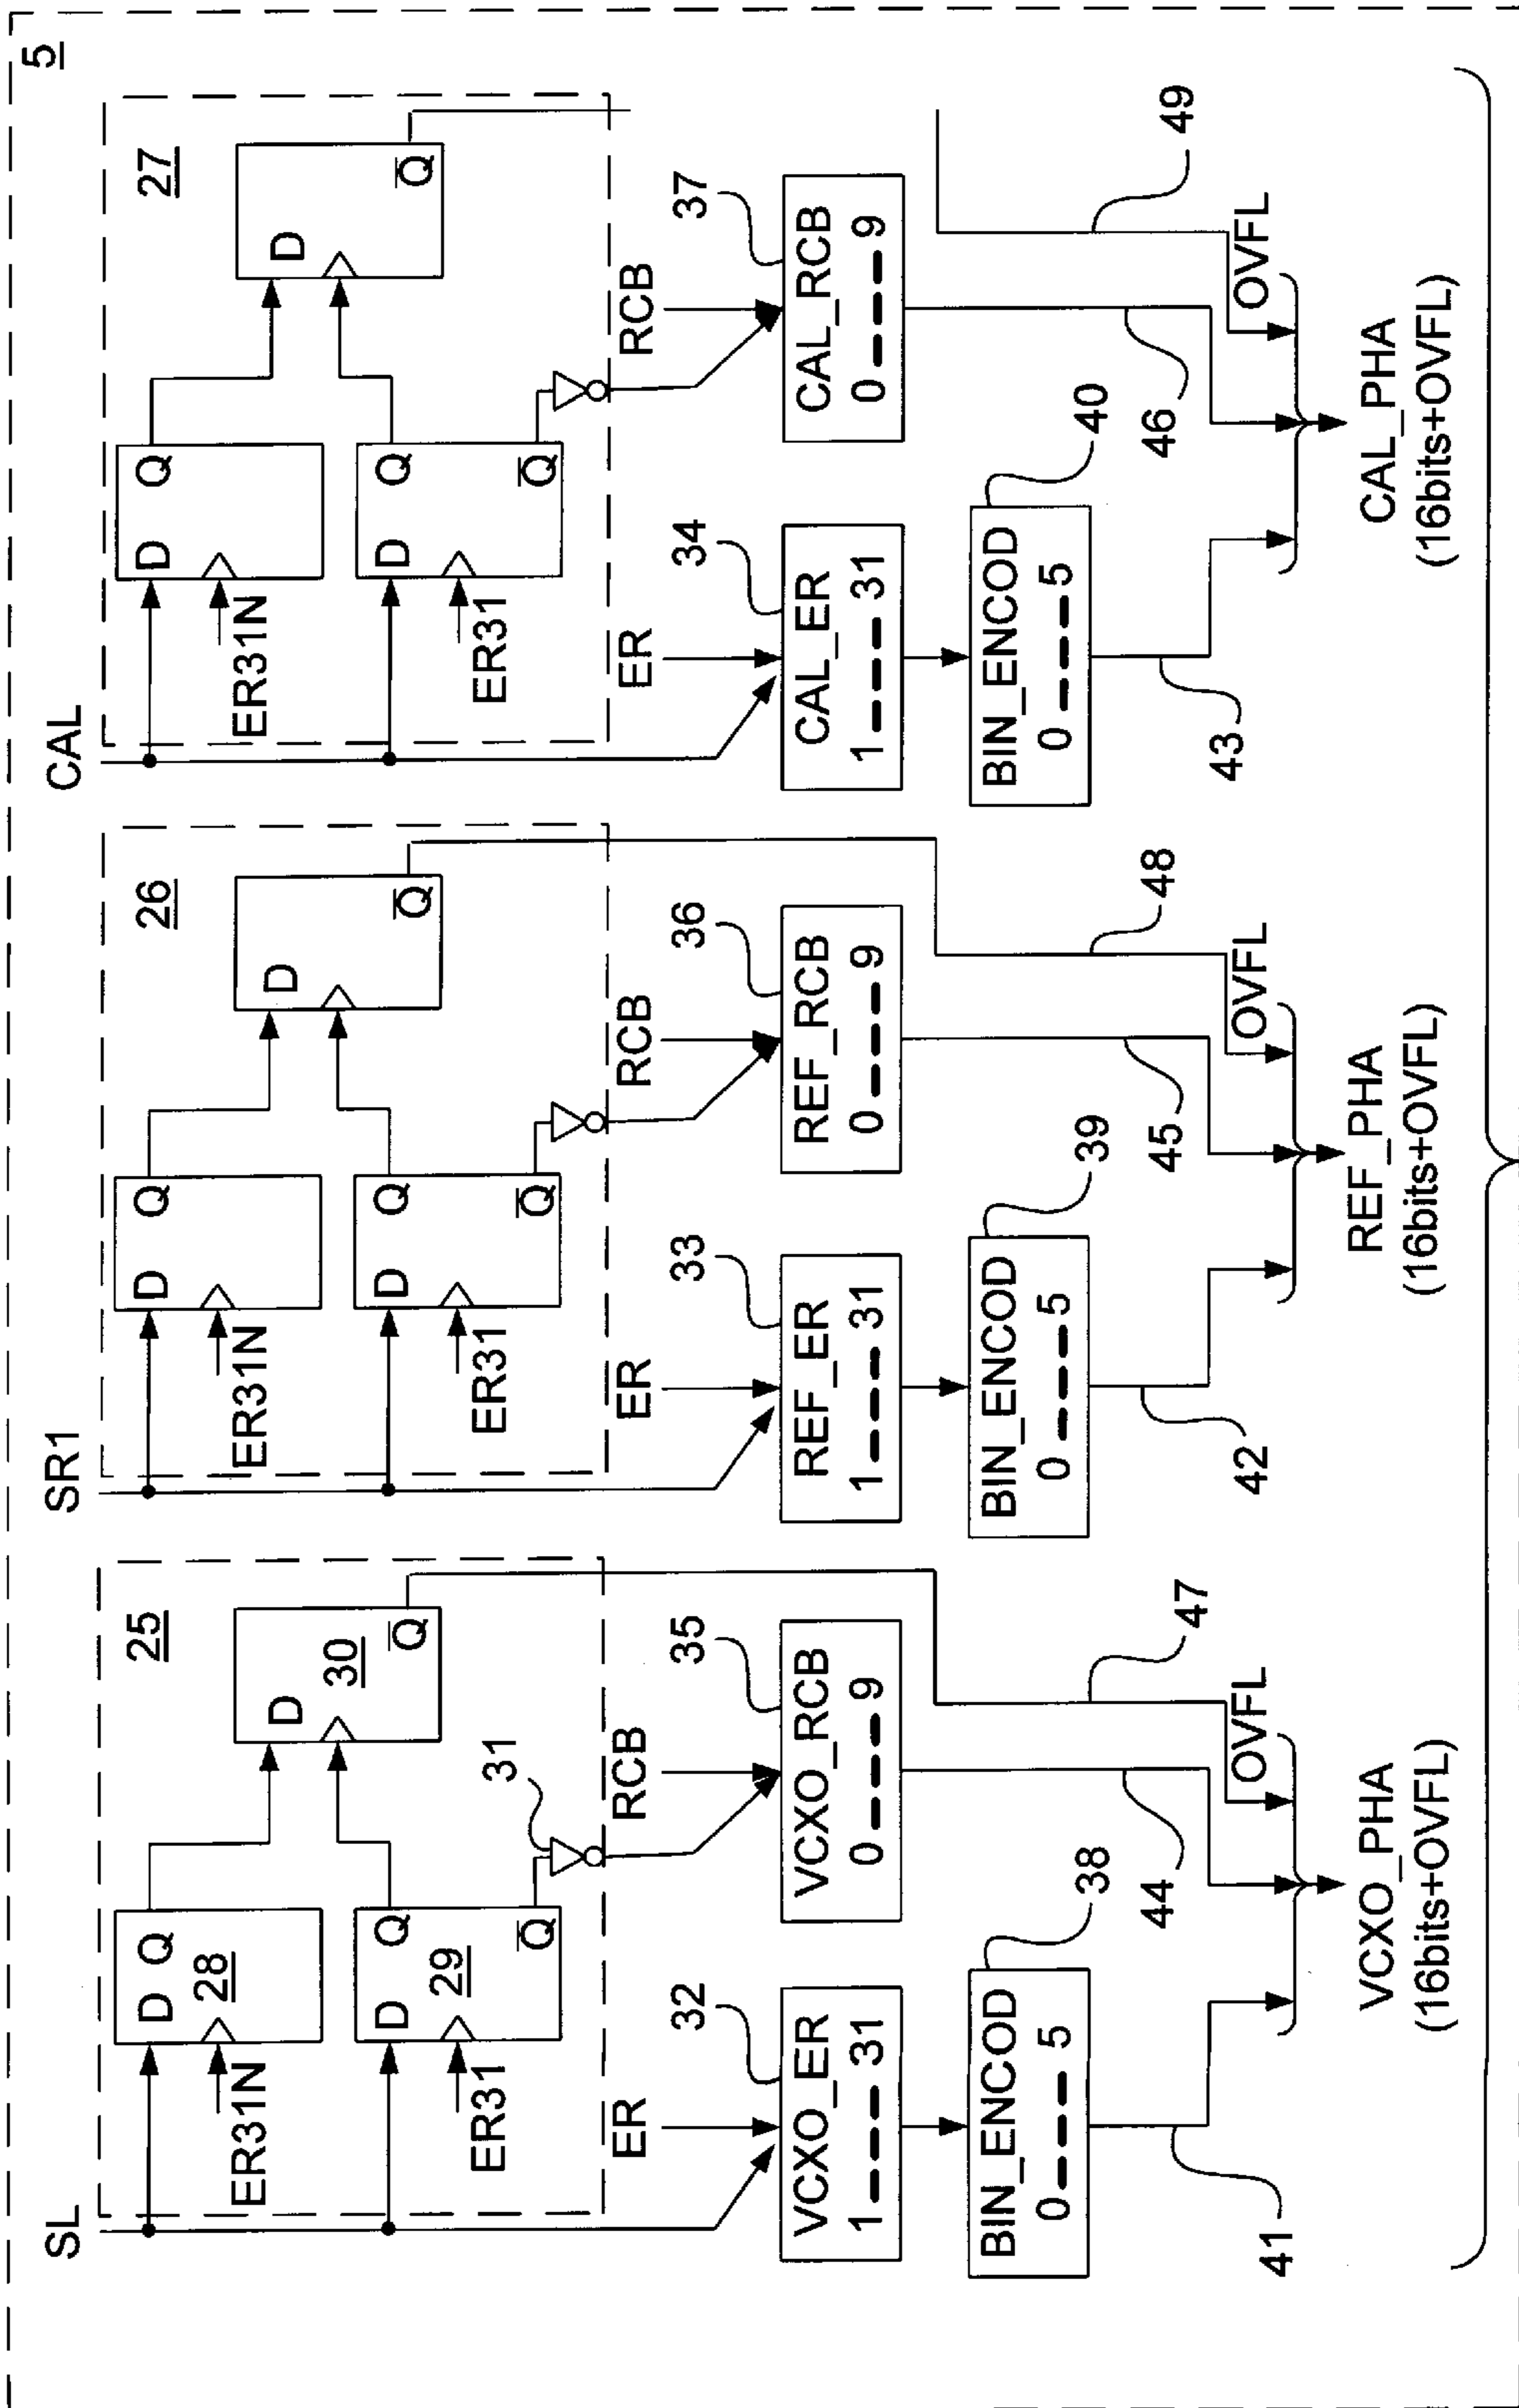 5
SL
25
D Q
28
ER31N
D Q
29
Q
ER31
D
30
Q
31
ER
RCB
32
VCXO_ER
1 31
35
VCXO_RCB
0 9
38
BIN_ENCOD
0 5
41
44
47
OVFL
VCXO_PHA
(16bits+OVFL)
SR1
26
D Q
ER31N
D Q
Q
ER31
D
Q
ER
RCB
33
REF_ER
1 31
36
REF_RCB
0 9
39
BIN_ENCOD
0 5
42
45
48
OVFL
REF_PHA
(16bits+OVFL)
CAL
27
D Q
ER31N
D Q
Q
ER31
D
Q
ER
RCB
34
CAL_ER
1 31
37
CAL_RCB
0 9
40
BIN_ENCOD
0 5
43
46
49
OVFL
CAL_PHA
(16bits+OVFL)